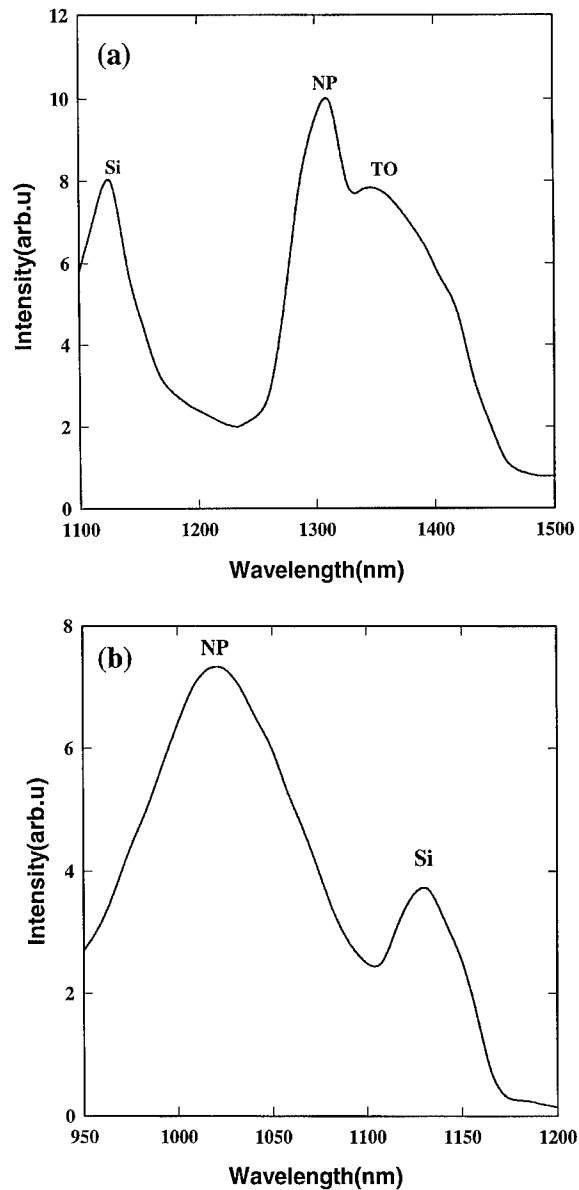 12
(a)
NP
10
Si
TO
8
6
4
2
0
Intensity(arb.u)
1100 1200 1300 1400 1500
Wavelength(nm)
8
(b)
NP
6
Si
4
2
0
Intensity(arb.u)
950 1000 1050 1100 1150 1200
Wavelength(nm)